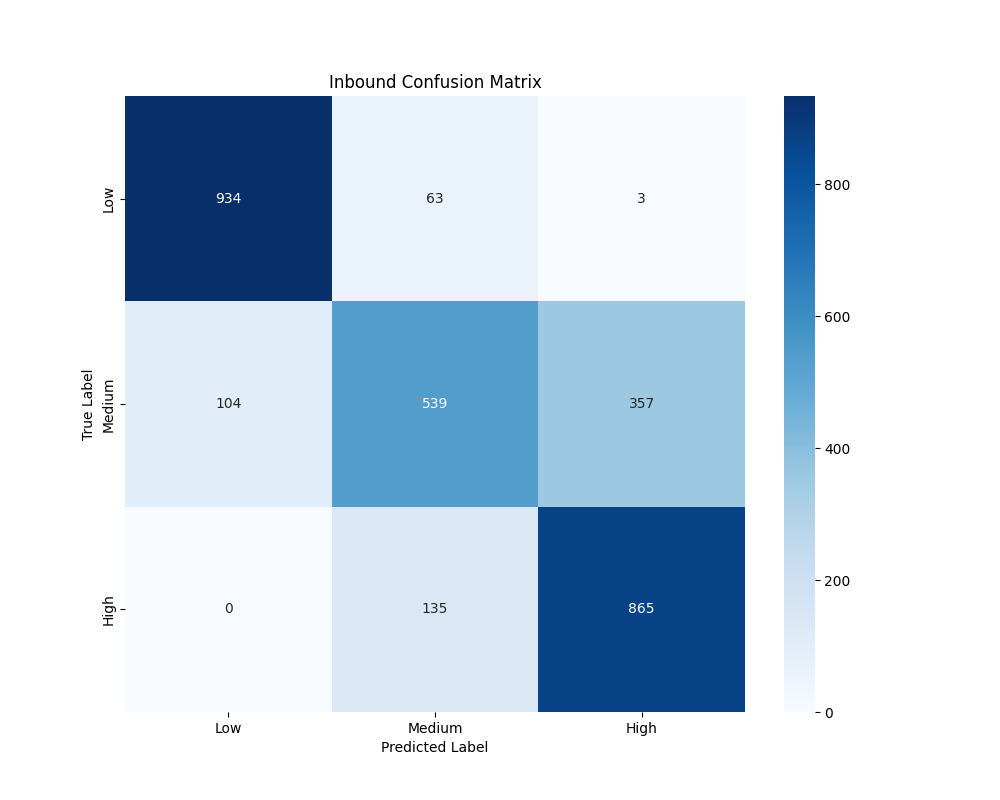 Inbound Confusion Matrix
934 63 3
104 539 357
0 135 865
Low
Medium
High
True Label
Low Medium High
Predicted Label
800
600
400
200
0